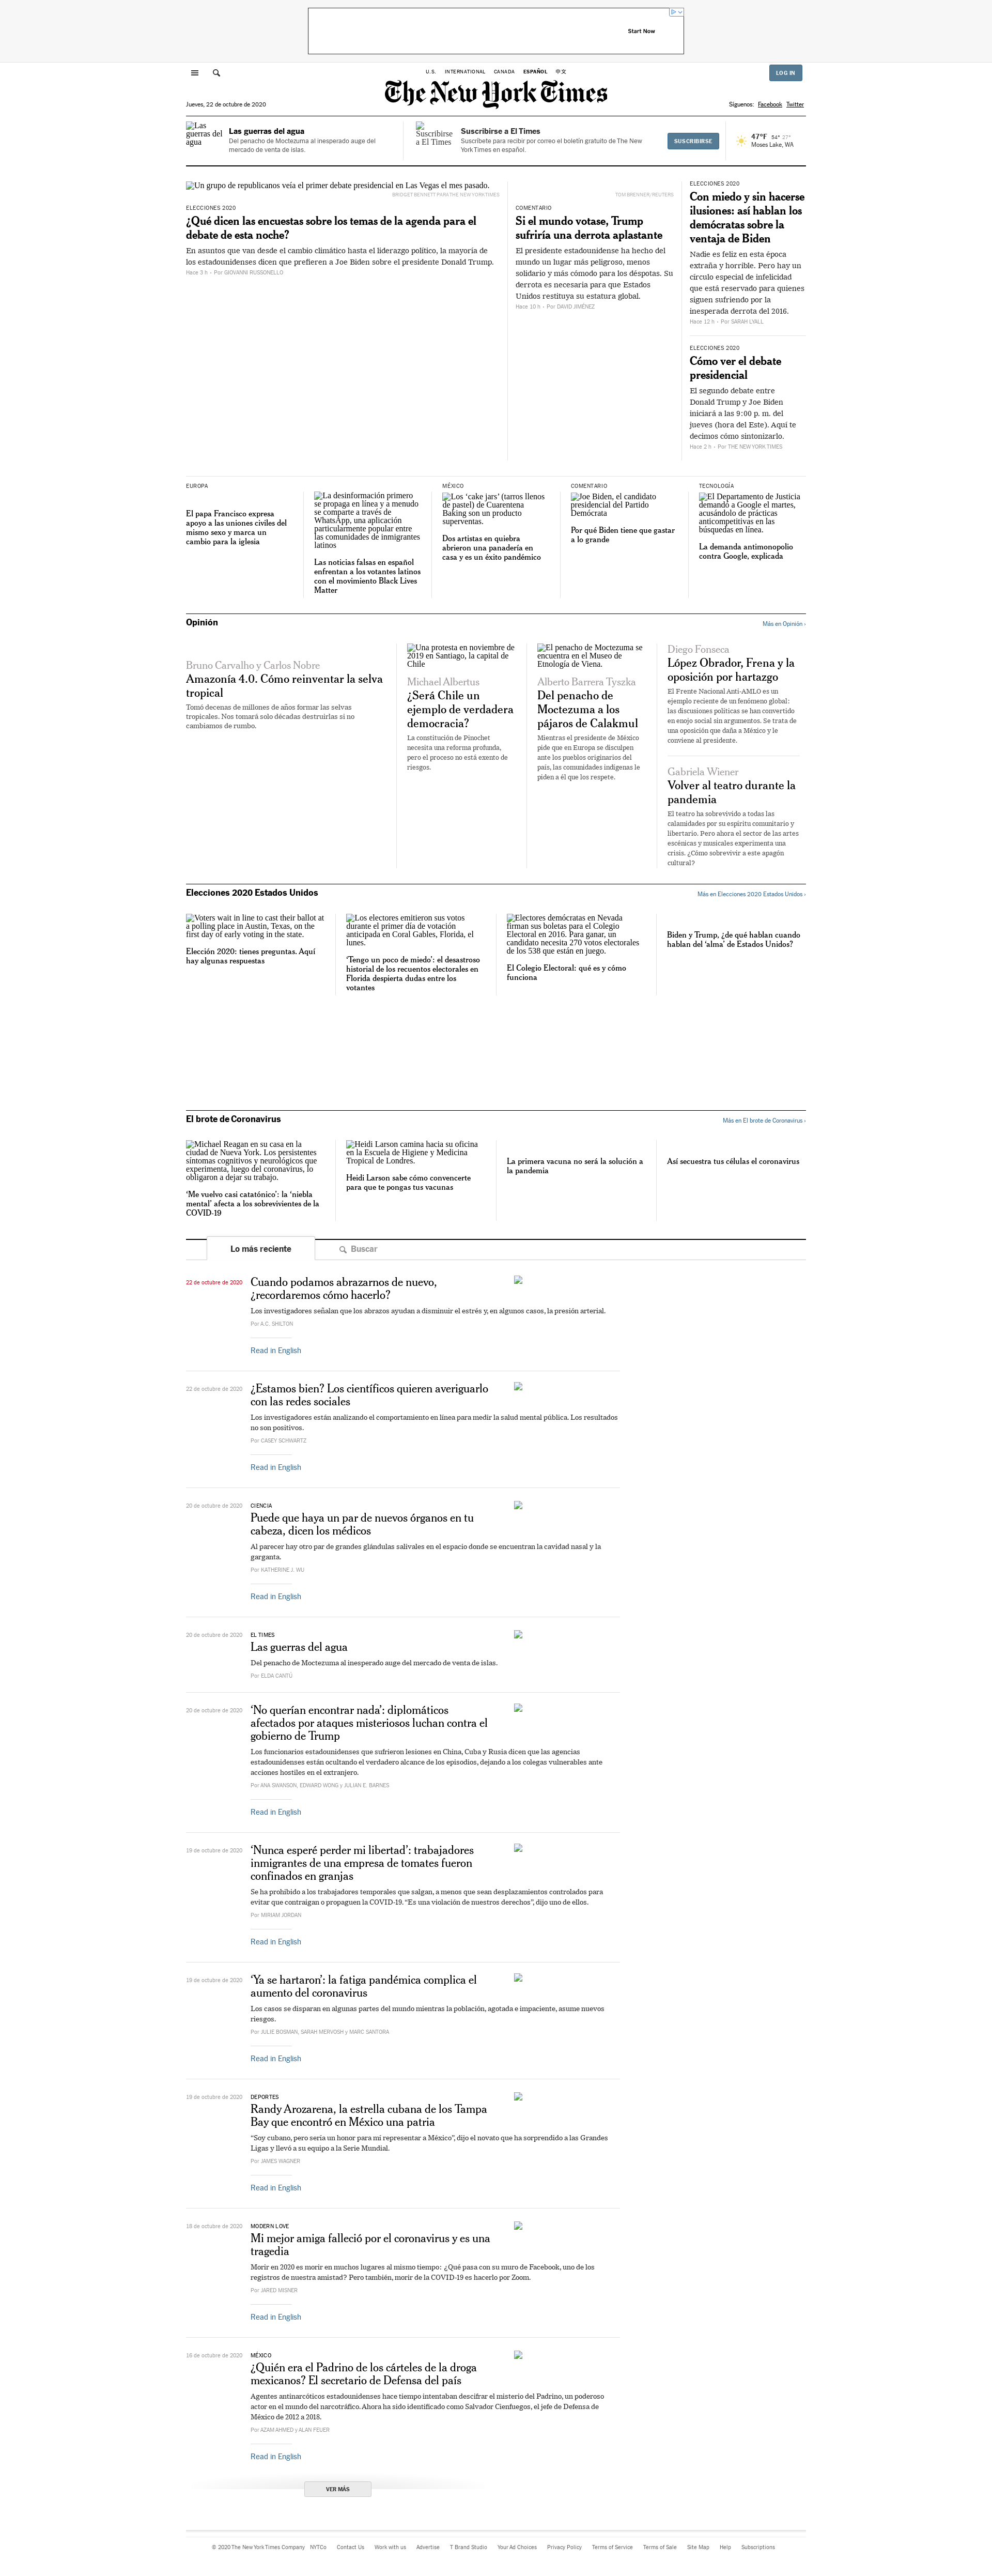 Start Now
U.S. INTERNATIONAL CANADA ESPAÑOL 中文
LOG IN
The New York Times
Jueves, 22 de octubre de 2020
Síguenos: Facebook Twitter
Las guerras del agua
Las guerras del agua
Del penacho de Moctezuma al inesperado auge del
mercado de venta de islas.
Suscribirse a El Times
Suscribirse a El Times
Suscríbete para recibir por correo el boletín gratuito de The New
York Times en español.
SUSCRIBIRSE
47°F 54° 27°
Moses Lake, WA
Un grupo de republicanos veía el primer debate presidencial en Las Vegas el mes pasado.
BRIDGET BENNETT PARA THE NEW YORK TIMES
ELECCIONES 2020
¿Qué dicen las encuestas sobre los temas de la agenda para el
debate de esta noche?
En asuntos que van desde el cambio climático hasta el liderazgo político, la mayoría de
los estadounidenses dicen que prefieren a Joe Biden sobre el presidente Donald Trump.
Hace 3 h - Por GIOVANNI RUSSONELLO
TOM BRENNER/REUTERS
COMENTARIO
Si el mundo votase, Trump
sufriría una derrota aplastante
El presidente estadounidense ha hecho del
mundo un lugar más peligroso, menos
solidario y más cómodo para los déspotas. Su
derrota es necesaria para que Estados
Unidos restituya su estatura global.
Hace 10 h - Por DAVID JIMÉNEZ
ELECCIONES 2020
Con miedo y sin hacerse
ilusiones: así hablan los
demócratas sobre la
ventaja de Biden
Nadie es feliz en esta época
extraña y horrible. Pero hay un
círculo especial de infelicidad
que está reservado para quienes
siguen sufriendo por la
inesperada derrota del 2016.
Hace 12 h - Por SARAH LYALL
ELECCIONES 2020
Cómo ver el debate
presidencial
El segundo debate entre
Donald Trump y Joe Biden
iniciará a las 9:00 p. m. del
jueves (hora del Este). Aquí te
decimos cómo sintonizarlo.
Hace 2 h - Por THE NEW YORK TIMES
EUROPA
El papa Francisco expresa
apoyo a las uniones civiles del
mismo sexo y marca un
cambio para la iglesia
La desinformación primero
se propaga en línea y a menudo
se comparte a través de
WhatsApp, una aplicación
particularmente popular entre
las comunidades de inmigrantes
latinos
Las noticias falsas en español
enfrentan a los votantes latinos
con el movimiento Black Lives
Matter
MÉXICO
Los ‘cake jars’ (tarros llenos
de pastel) de Cuarentena
Baking son un producto
superventas.
Dos artistas en quiebra
abrieron una panadería en
casa y es un éxito pandémico
COMENTARIO
Joe Biden, el candidato
presidencial del Partido
Demócrata
Por qué Biden tiene que gastar
a lo grande
TECNOLOGÍA
El Departamento de Justicia
demandó a Google el martes,
acusándolo de prácticas
anticompetitivas en las
búsquedas en línea.
La demanda antimonopolio
contra Google, explicada
Opinión
Más en Opinión ›
Bruno Carvalho y Carlos Nobre
Amazonía 4.0. Cómo reinventar la selva
tropical
Tomó decenas de millones de años formar las selvas
tropicales. Nos tomará solo décadas destruirlas si no
cambiamos de rumbo.
Una protesta en noviembre de
2019 en Santiago, la capital de
Chile
Michael Albertus
¿Será Chile un
ejemplo de verdadera
democracia?
La constitución de Pinochet
necesita una reforma profunda,
pero el proceso no está exento de
riesgos.
El penacho de Moctezuma se
encuentra en el Museo de
Etnología de Viena.
Alberto Barrera Tyszka
Del penacho de
Moctezuma a los
pájaros de Calakmul
Mientras el presidente de México
pide que en Europa se disculpen
ante los pueblos originarios del
país, las comunidades indígenas le
piden a él que los respete.
Diego Fonseca
López Obrador, Frena y la
oposición por hartazgo
El Frente Nacional Anti-AMLO es un
ejemplo reciente de un fenómeno global:
las discusiones políticas se han convertido
en enojo social sin argumentos. Se trata de
una oposición que daña a México y le
conviene al presidente.
Gabriela Wiener
Volver al teatro durante la
pandemia
El teatro ha sobrevivido a todas las
calamidades por su espíritu comunitario y
libertario. Pero ahora el sector de las artes
escénicas y musicales experimenta una
crisis. ¿Cómo sobrevivir a este apagón
cultural?
Elecciones 2020 Estados Unidos
Más en Elecciones 2020 Estados Unidos ›
Voters wait in line to cast their ballot at
a polling place in Austin, Texas, on the
first day of early voting in the state.
Elección 2020: tienes preguntas. Aquí
hay algunas respuestas
Los electores emitieron sus votos
durante el primer día de votación
anticipada en Coral Gables, Florida, el
lunes.
‘Tengo un poco de miedo’: el desastroso
historial de los recuentos electorales en
Florida despierta dudas entre los
votantes
Electores demócratas en Nevada
firman sus boletas para el Colegio
Electoral en 2016. Para ganar, un
candidato necesita 270 votos electorales
de los 538 que están en juego.
El Colegio Electoral: qué es y cómo
funciona
Biden y Trump, ¿de qué hablan cuando
hablan del ‘alma’ de Estados Unidos?
El brote de Coronavirus
Más en El brote de Coronavirus ›
Michael Reagan en su casa en la
ciudad de Nueva York. Los persistentes
síntomas cognitivos y neurológicos que
experimenta, luego del coronavirus, lo
obligaron a dejar su trabajo.
‘Me vuelvo casi catatónico’: la ‘niebla
mental’ afecta a los sobrevivientes de la
COVID-19
Heidi Larson camina hacia su oficina
en la Escuela de Higiene y Medicina
Tropical de Londres.
Heidi Larson sabe cómo convencerte
para que te pongas tus vacunas
La primera vacuna no será la solución a
la pandemia
Así secuestra tus células el coronavirus
Lo más reciente
Buscar
22 de octubre de 2020
Cuando podamos abrazarnos de nuevo,
¿recordaremos cómo hacerlo?
Los investigadores señalan que los abrazos ayudan a disminuir el estrés y, en algunos casos, la presión arterial.
Por A.C. SHILTON
Read in English
22 de octubre de 2020
¿Estamos bien? Los científicos quieren averiguarlo
con las redes sociales
Los investigadores están analizando el comportamiento en línea para medir la salud mental pública. Los resultados
no son positivos.
Por CASEY SCHWARTZ
Read in English
20 de octubre de 2020
CIENCIA
Puede que haya un par de nuevos órganos en tu
cabeza, dicen los médicos
Al parecer hay otro par de grandes glándulas salivales en el espacio donde se encuentran la cavidad nasal y la
garganta.
Por KATHERINE J. WU
Read in English
20 de octubre de 2020
EL TIMES
Las guerras del agua
Del penacho de Moctezuma al inesperado auge del mercado de venta de islas.
Por ELDA CANTÚ
20 de octubre de 2020
‘No querían encontrar nada’: diplomáticos
afectados por ataques misteriosos luchan contra el
gobierno de Trump
Los funcionarios estadounidenses que sufrieron lesiones en China, Cuba y Rusia dicen que las agencias
estadounidenses están ocultando el verdadero alcance de los episodios, dejando a los colegas vulnerables ante
acciones hostiles en el extranjero.
Por ANA SWANSON, EDWARD WONG y JULIAN E. BARNES
Read in English
19 de octubre de 2020
‘Nunca esperé perder mi libertad’: trabajadores
inmigrantes de una empresa de tomates fueron
confinados en granjas
Se ha prohibido a los trabajadores temporales que salgan, a menos que sean desplazamientos controlados para
evitar que contraigan o propaguen la COVID-19. “Es una violación de nuestros derechos”, dijo uno de ellos.
Por MIRIAM JORDAN
Read in English
19 de octubre de 2020
‘Ya se hartaron’: la fatiga pandémica complica el
aumento del coronavirus
Los casos se disparan en algunas partes del mundo mientras la población, agotada e impaciente, asume nuevos
riesgos.
Por JULIE BOSMAN, SARAH MERVOSH y MARC SANTORA
Read in English
19 de octubre de 2020
DEPORTES
Randy Arozarena, la estrella cubana de los Tampa
Bay que encontró en México una patria
“Soy cubano, pero sería un honor para mí representar a México”, dijo el novato que ha sorprendido a las Grandes
Ligas y llevó a su equipo a la Serie Mundial.
Por JAMES WAGNER
Read in English
18 de octubre de 2020
MODERN LOVE
Mi mejor amiga falleció por el coronavirus y es una
tragedia
Morir en 2020 es morir en muchos lugares al mismo tiempo: ¿Qué pasa con su muro de Facebook, uno de los
registros de nuestra amistad? Pero también, morir de la COVID-19 es hacerlo por Zoom.
Por JARED MISNER
Read in English
16 de octubre de 2020
MÉXICO
¿Quién era el Padrino de los cárteles de la droga
mexicanos? El secretario de Defensa del país
Agentes antinarcóticos estadounidenses hace tiempo intentaban descifrar el misterio del Padrino, un poderoso
actor en el mundo del narcotráfico. Ahora ha sido identificado como Salvador Cienfuegos, el jefe de Defensa de
México de 2012 a 2018.
Por AZAM AHMED y ALAN FEUER
Read in English
VER MÁS
© 2020 The New York Times Company NYTCo Contact Us Work with us Advertise T Brand Studio Your Ad Choices Privacy Policy Terms of Service Terms of Sale Site Map Help Subscriptions